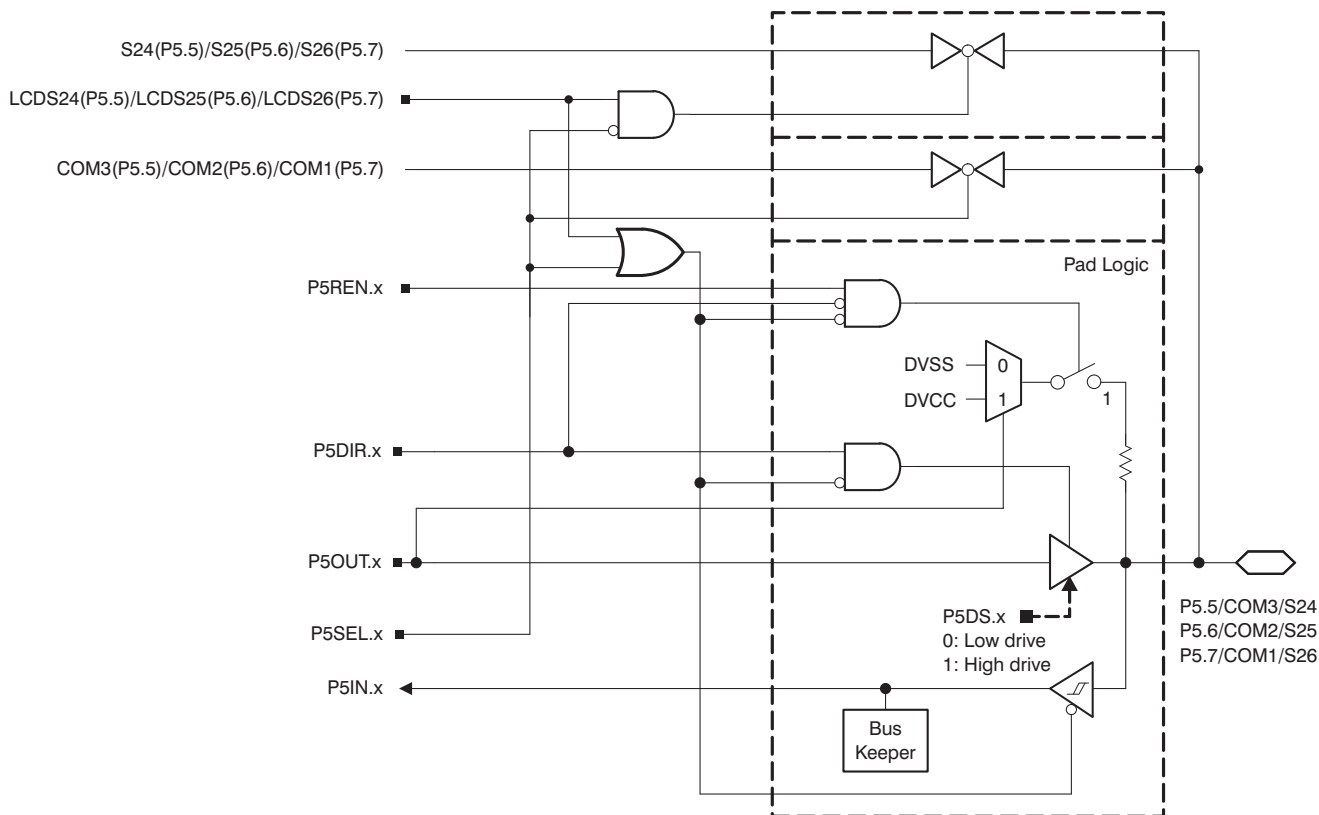 S24(P5.5)/S25(P5.6)/S26(P5.7)
LCDS24(P5.5)/LCDS25(P5.6)/LCDS26(P5.7)
COM3(P5.5)/COM2(P5.6)/COM1(P5.7)
Pad Logic
P5REN.x
DVSS
0
DVCC
1
1
P5DIR.x
P5OUT.x
P5DS.x
0: Low drive
1: High drive
P5.5/COM3/S24
P5.6/COM2/S25
P5.7/COM1/S26
P5SEL.x
P5IN.x
Bus
Keeper